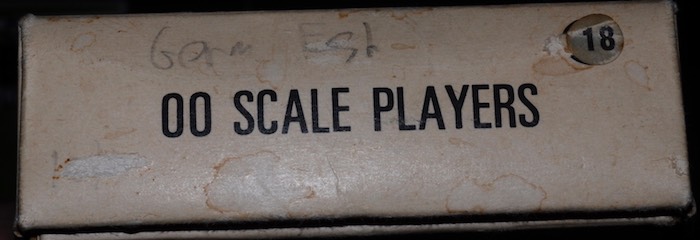 Germ Est
18
00 SCALE PLAYERS